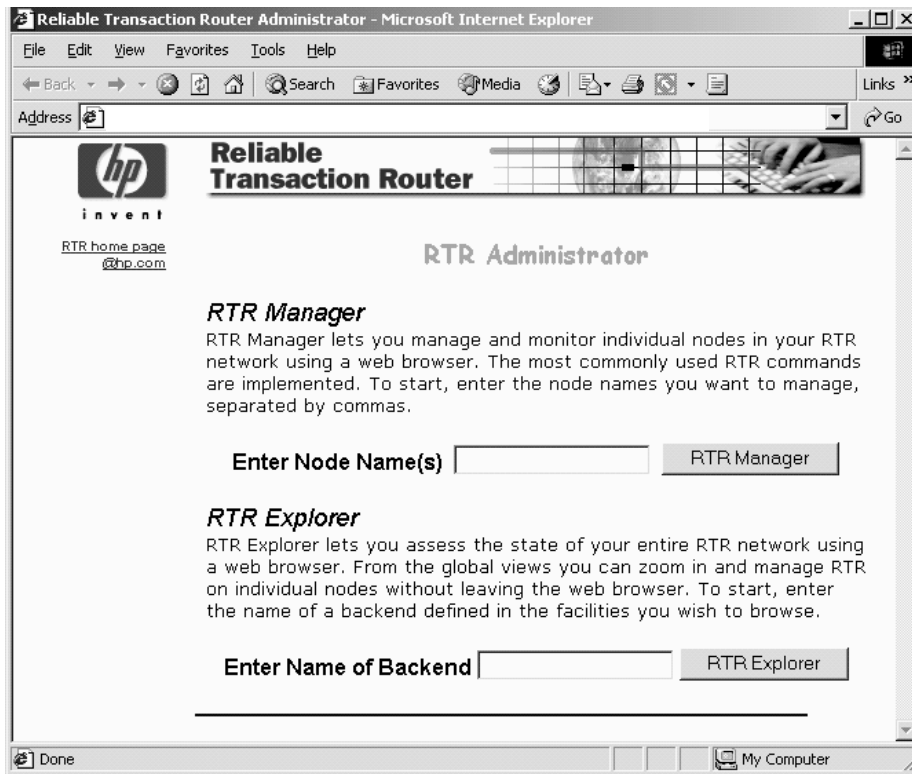 Reliable Transaction Router Administrator - Microsoft Internet Explorer
File Edit View Favorites Tools Help
Back Search Favorites Media Links »
Address Go
hp
invent
Reliable
Transaction Router
RTR home page
@hp.com
RTR Administrator
RTR Manager
RTR Manager lets you manage and monitor individual nodes in your RTR
network using a web browser. The most commonly used RTR commands
are implemented. To start, enter the node names you want to manage,
separated by commas.
Enter Node Name(s) RTR Manager
RTR Explorer
RTR Explorer lets you assess the state of your entire RTR network using
a web browser. From the global views you can zoom in and manage RTR
on individual nodes without leaving the web browser. To start, enter
the name of a backend defined in the facilities you wish to browse.
Enter Name of Backend RTR Explorer
Done My Computer